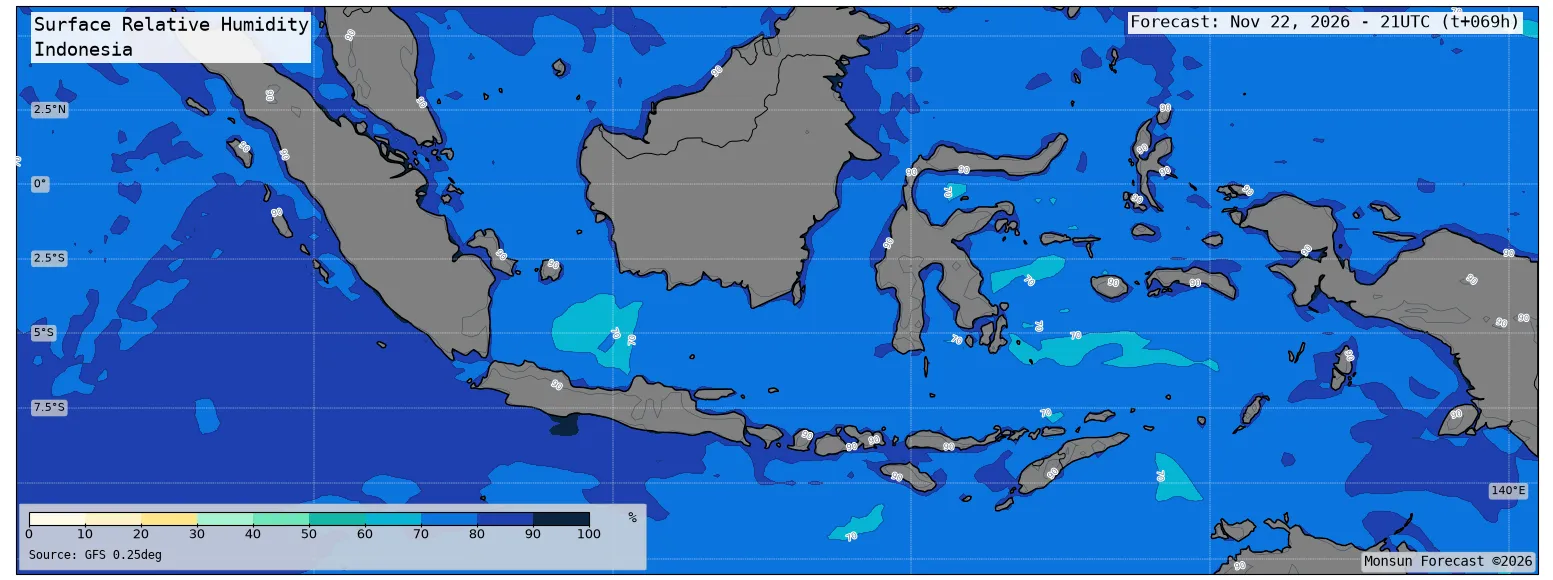 Surface Relative Humidity
Indonesia
Forecast: Nov 22, 2026 - 21UTC (t+069h)
2.5°N
0°
2.5°S
5°S
7.5°S
140°E
0 10 20 30 40 50 60 70 80 90 100
%
Source: GFS 0.25deg
Monsun Forecast ©2026